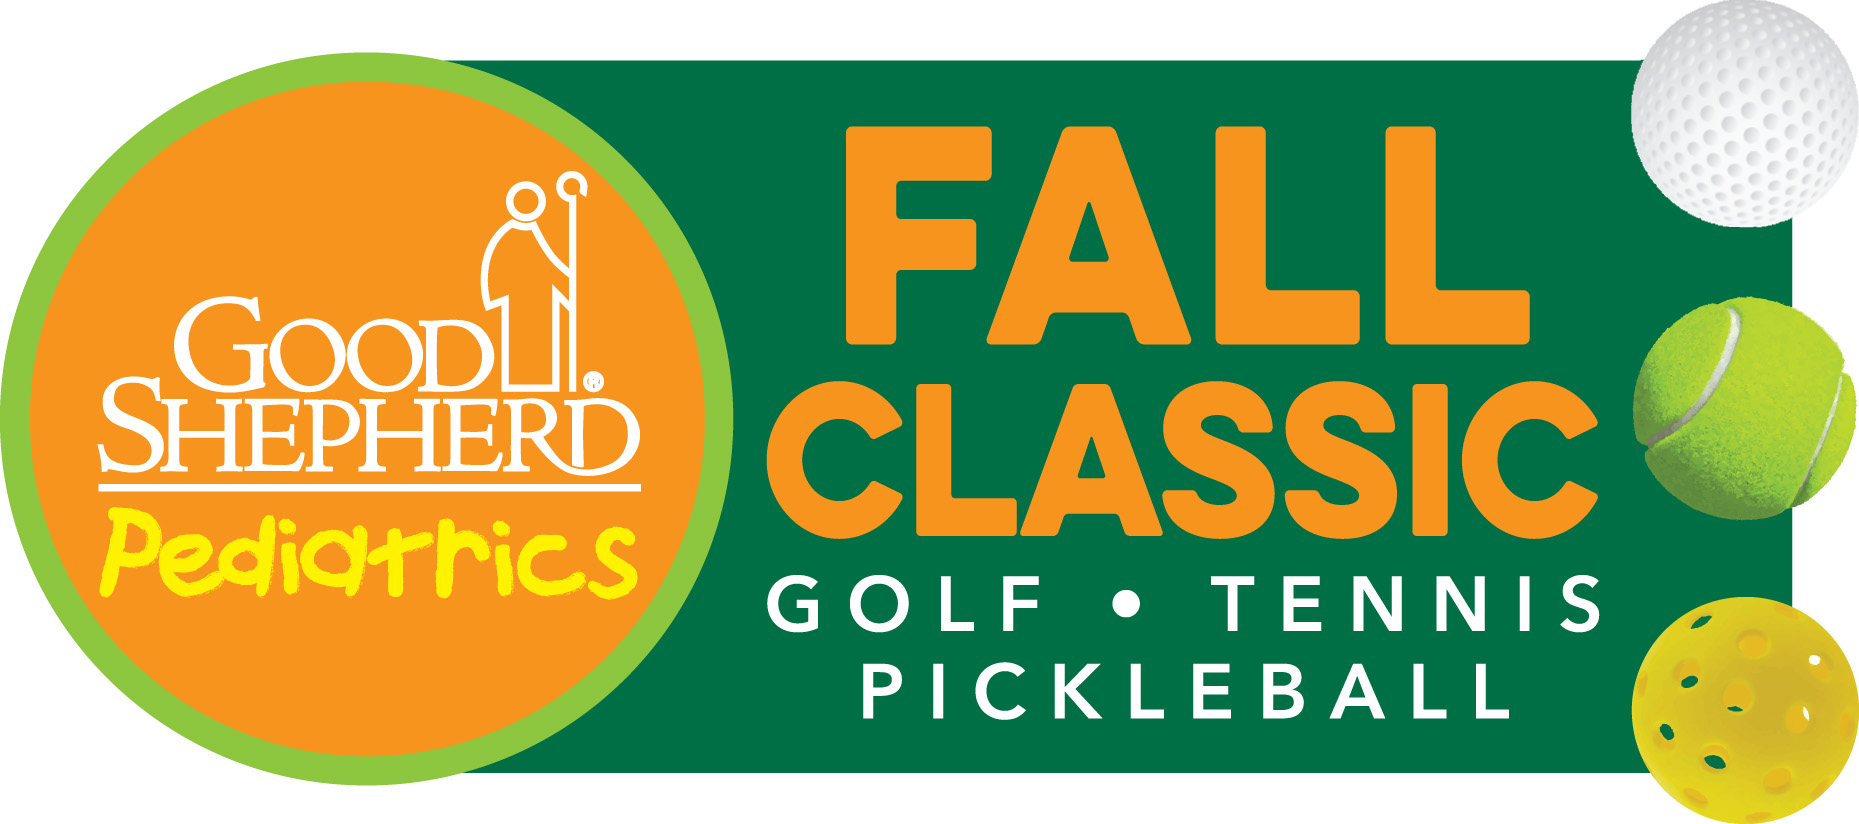 GOOD
SHEPHERD®
Pediatrics
FALL
CLASSIC
GOLF • TENNIS
PICKLEBALL